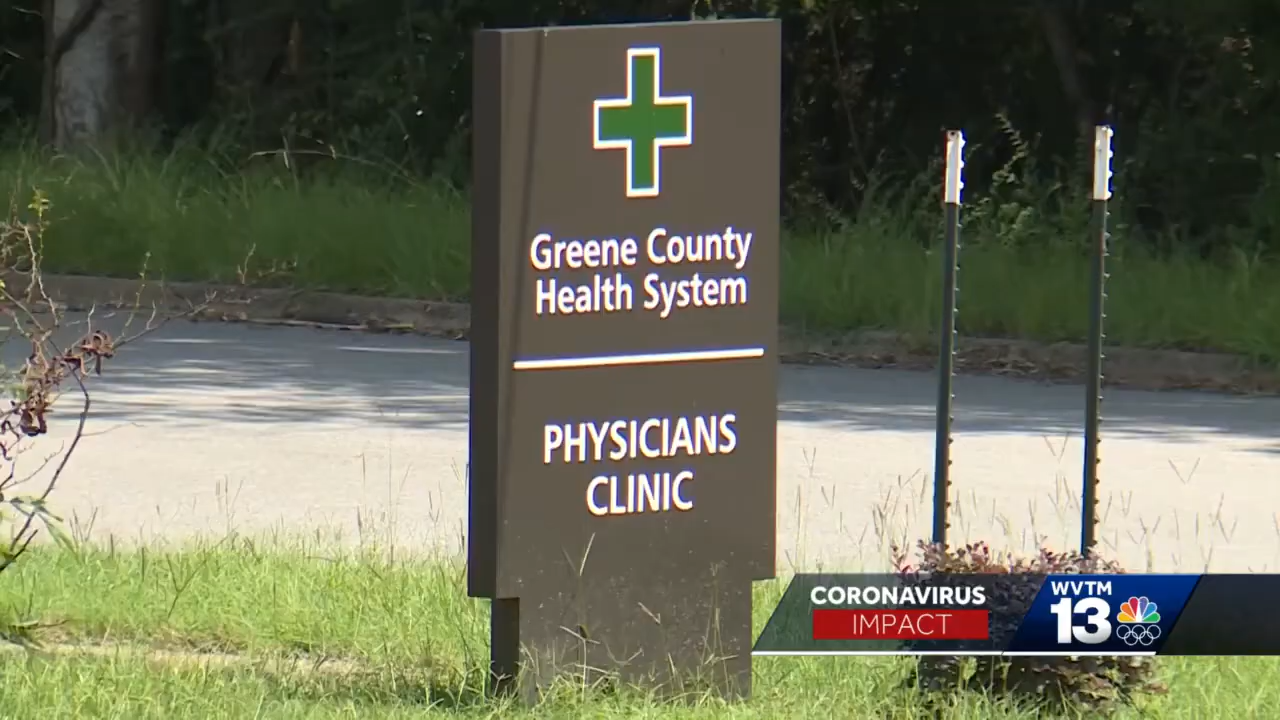 Greene County
Health System
PHYSICIANS
CLINIC
CORONAVIRUS
IMPACT
WVTM
13